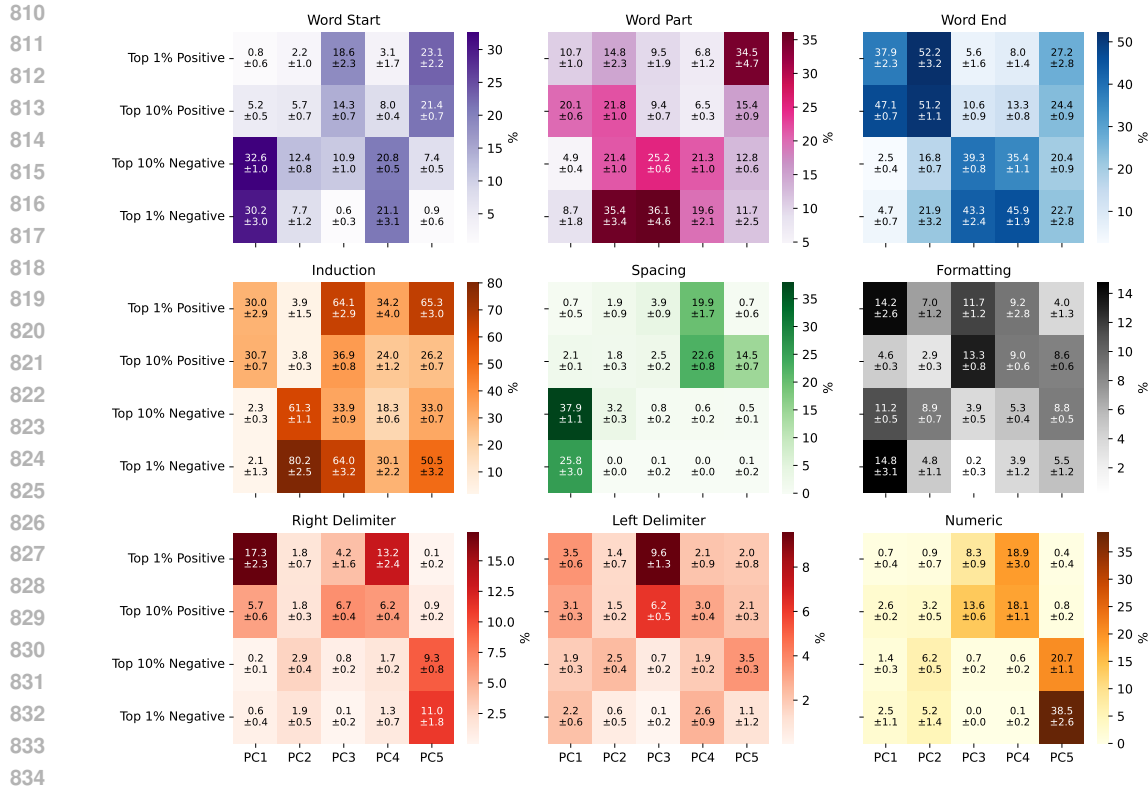 810
811
812
813
814
815
816
817
818
819
820
821
822
823
824
825
826
827
828
829
830
831
832
833
834
Word Start
Top 1% Positive
Top 10% Positive
Top 10% Negative
Top 1% Negative
0.8 2.2 18.6 3.1 23.1
±0.6 ±1.0 ±2.3 ±1.7 ±2.2
5.2 5.7 14.3 8.0 21.4
±0.6 ±0.7 ±0.7 ±0.4 ±0.7
32.6 12.4 10.9 20.8 7.4
±1.0 ±0.8 ±1.0 ±0.5 ±0.5
30.2 7.7 0.6 21.1 0.9
±3.0 ±1.2 ±0.3 ±3.1 ±0.6
30
25
20
15
10
5
%
Word Part
10.7 14.8 9.5 6.8 34.5
±1.0 ±2.3 ±1.9 ±1.2 ±4.7
20.1 21.8 9.4 6.5 15.4
±0.6 ±1.0 ±0.7 ±0.3 ±0.9
4.9 21.4 25.2 21.3 12.8
±0.4 ±1.0 ±0.6 ±1.0 ±0.6
8.7 35.4 36.1 19.6 11.7
±1.8 ±3.4 ±4.6 ±2.1 ±2.5
35
30
25
20
15
10
5
%
Word End
37.9 52.2 5.6 8.0 27.2
±2.3 ±3.2 ±1.6 ±1.4 ±2.8
47.1 51.2 10.6 13.3 24.4
±0.7 ±1.1 ±0.9 ±0.8 ±0.9
2.5 16.8 39.3 35.4 20.4
±0.4 ±0.7 ±0.8 ±1.1 ±0.9
4.7 21.9 43.3 45.9 22.7
±0.7 ±3.2 ±2.4 ±1.9 ±2.8
50
40
30
20
10
%
Induction
Top 1% Positive
Top 10% Positive
Top 10% Negative
Top 1% Negative
30.0 3.9 64.1 34.2 65.3
±2.9 ±1.5 ±2.9 ±4.0 ±3.0
30.7 3.8 36.9 24.0 26.2
±0.7 ±0.3 ±0.8 ±1.2 ±0.7
2.3 61.3 33.9 18.3 33.0
±0.3 ±1.1 ±0.9 ±0.6 ±0.7
2.1 80.2 64.0 30.1 50.5
±1.3 ±2.5 ±3.2 ±2.2 ±3.2
80
70
60
50
40
30
20
10
%
Spacing
0.7 1.9 3.9 19.9 0.7
±0.5 ±0.9 ±0.9 ±1.7 ±0.6
2.1 1.8 2.5 22.6 14.5
±0.1 ±0.3 ±0.2 ±0.4 ±0.7
37.9 3.2 0.8 0.6 0.5
±1.1 ±0.3 ±0.2 ±0.2 ±0.1
25.8 0.0 0.1 0.0 0.1
±3.0 ±0.0 ±0.2 ±0.0 ±0.2
35
30
25
20
15
10
5
0
%
Formatting
14.2 7.0 11.7 9.2 4.0
±2.6 ±1.2 ±1.2 ±2.8 ±1.3
4.6 2.9 13.3 9.0 8.6
±0.3 ±0.3 ±0.8 ±0.6 ±0.6
11.2 8.9 3.9 5.3 8.8
±0.5 ±0.7 ±0.5 ±0.4 ±0.5
14.8 4.8 0.2 3.9 5.5
±3.1 ±1.1 ±0.3 ±1.2 ±1.2
14
12
10
8
6
4
2
%
Right Delimiter
Top 1% Positive
Top 10% Positive
Top 10% Negative
Top 1% Negative
17.3 1.8 4.2 13.2 0.1
±2.3 ±0.7 ±1.6 ±2.4 ±0.2
5.7 1.8 6.7 6.2 0.9
±0.6 ±0.3 ±0.4 ±0.4 ±0.2
0.2 2.9 0.8 1.7 9.3
±0.1 ±0.4 ±0.2 ±0.2 ±0.8
0.6 1.9 0.1 1.3 11.0
±0.4 ±0.5 ±0.2 ±0.7 ±1.8
PC1 PC2 PC3 PC4 PC5
15.0
12.5
10.0
7.5
5.0
2.5
%
Left Delimiter
3.5 1.4 9.6 2.1 2.0
±0.6 ±0.7 ±1.3 ±0.9 ±0.8
3.1 1.5 6.2 3.0 2.1
±0.3 ±0.2 ±0.5 ±0.4 ±0.3
1.9 2.5 0.7 1.9 3.5
±0.3 ±0.4 ±0.2 ±0.2 ±0.3
2.2 0.6 0.1 2.6 1.1
±0.6 ±0.5 ±0.2 ±0.9 ±1.2
PC1 PC2 PC3 PC4 PC5
8
6
4
2
%
Numeric
0.7 0.9 8.3 18.9 0.4
±0.4 ±0.7 ±0.9 ±3.0 ±0.4
2.6 3.2 13.6 18.1 0.8
±0.2 ±0.5 ±0.6 ±1.1 ±0.2
1.4 6.2 0.7 0.6 20.7
±0.3 ±0.5 ±0.2 ±0.2 ±1.1
2.5 5.2 0.0 0.1 38.5
±1.1 ±1.4 ±0.0 ±0.2 ±2.6
PC1 PC2 PC3 PC4 PC5
35
30
25
20
15
10
5
0
%